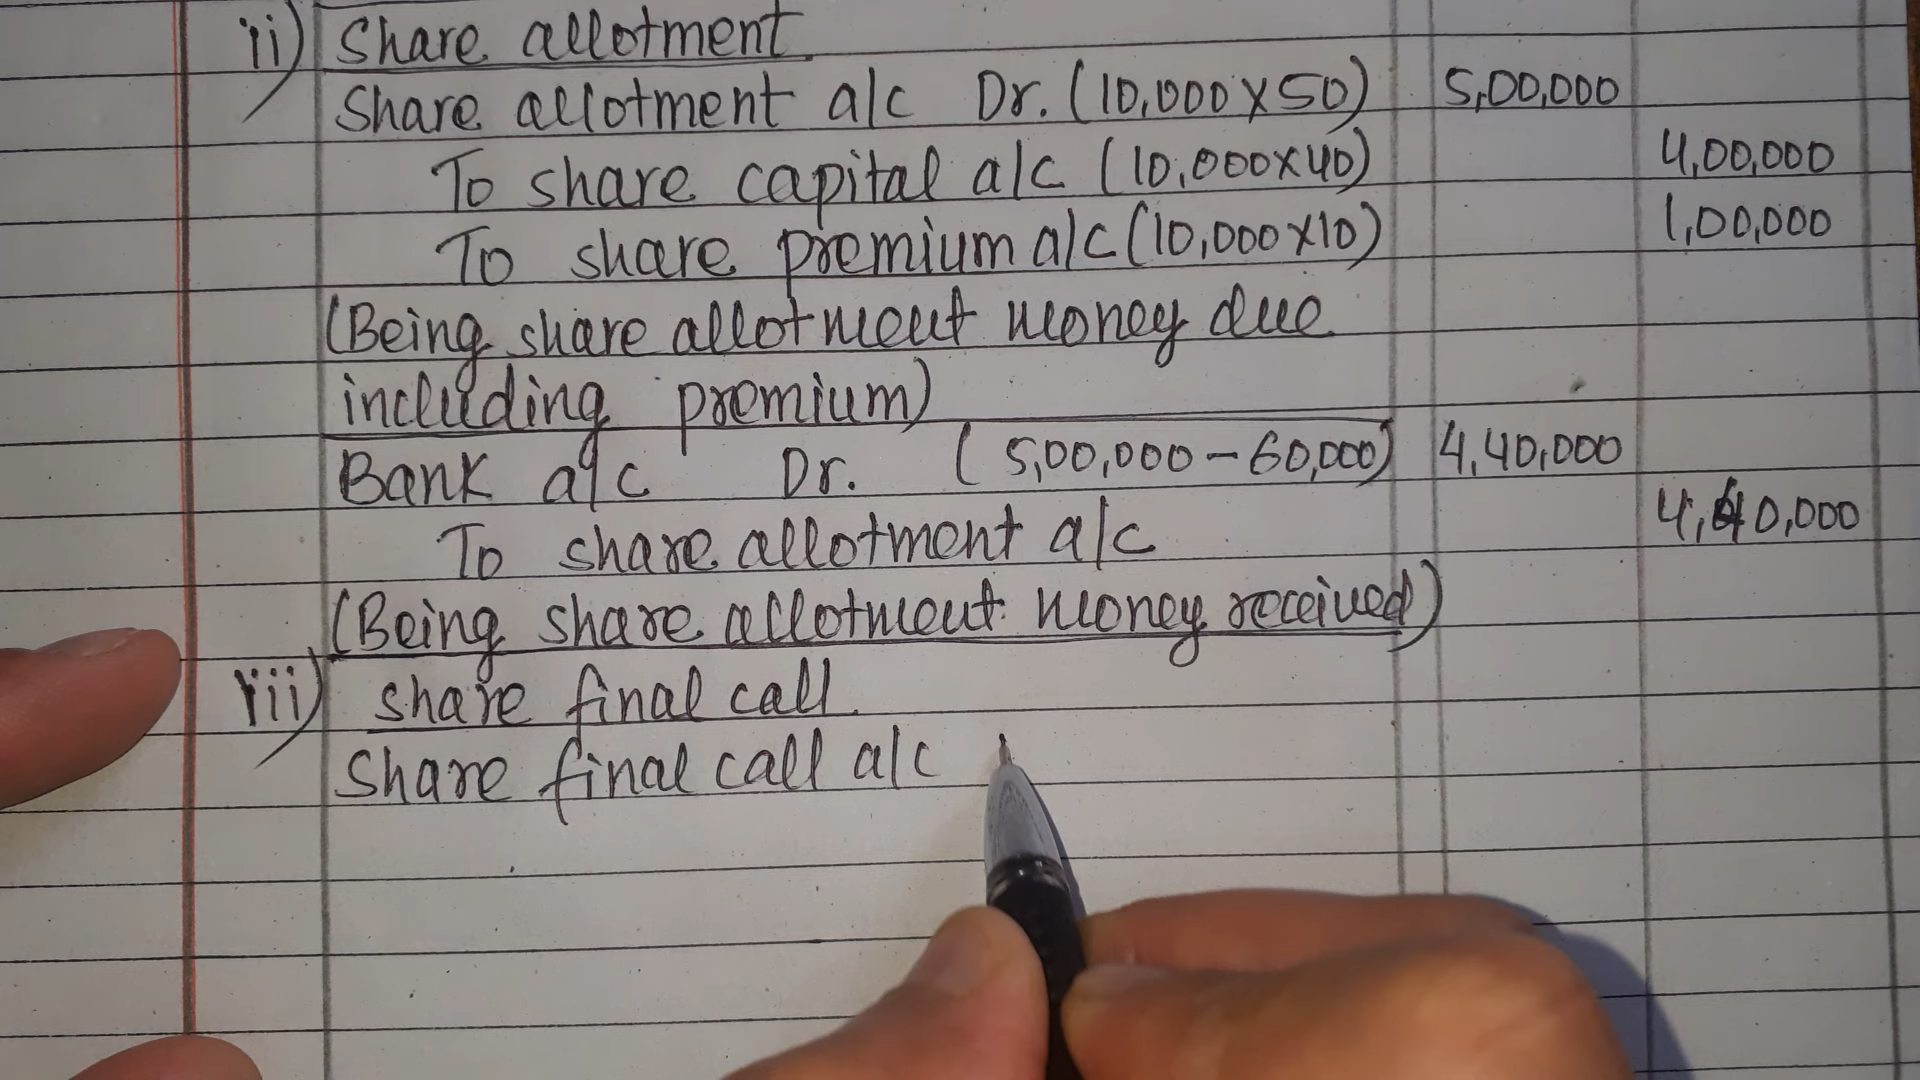 ii) Share allotment
Share allotment a/c Dr. (10,000 x 50) 5,00,000
To share capital a/c (10,000 x 40) 4,00,000
To share premium a/c (10,000 x 10) 1,00,000
(Being share allotment money due
including premium)
Bank a/c Dr. (5,00,000 - 60,000) 4,40,000
To share allotment a/c 4,40,000
(Being share allotment money received)
iii) share final call
Share final call a/c